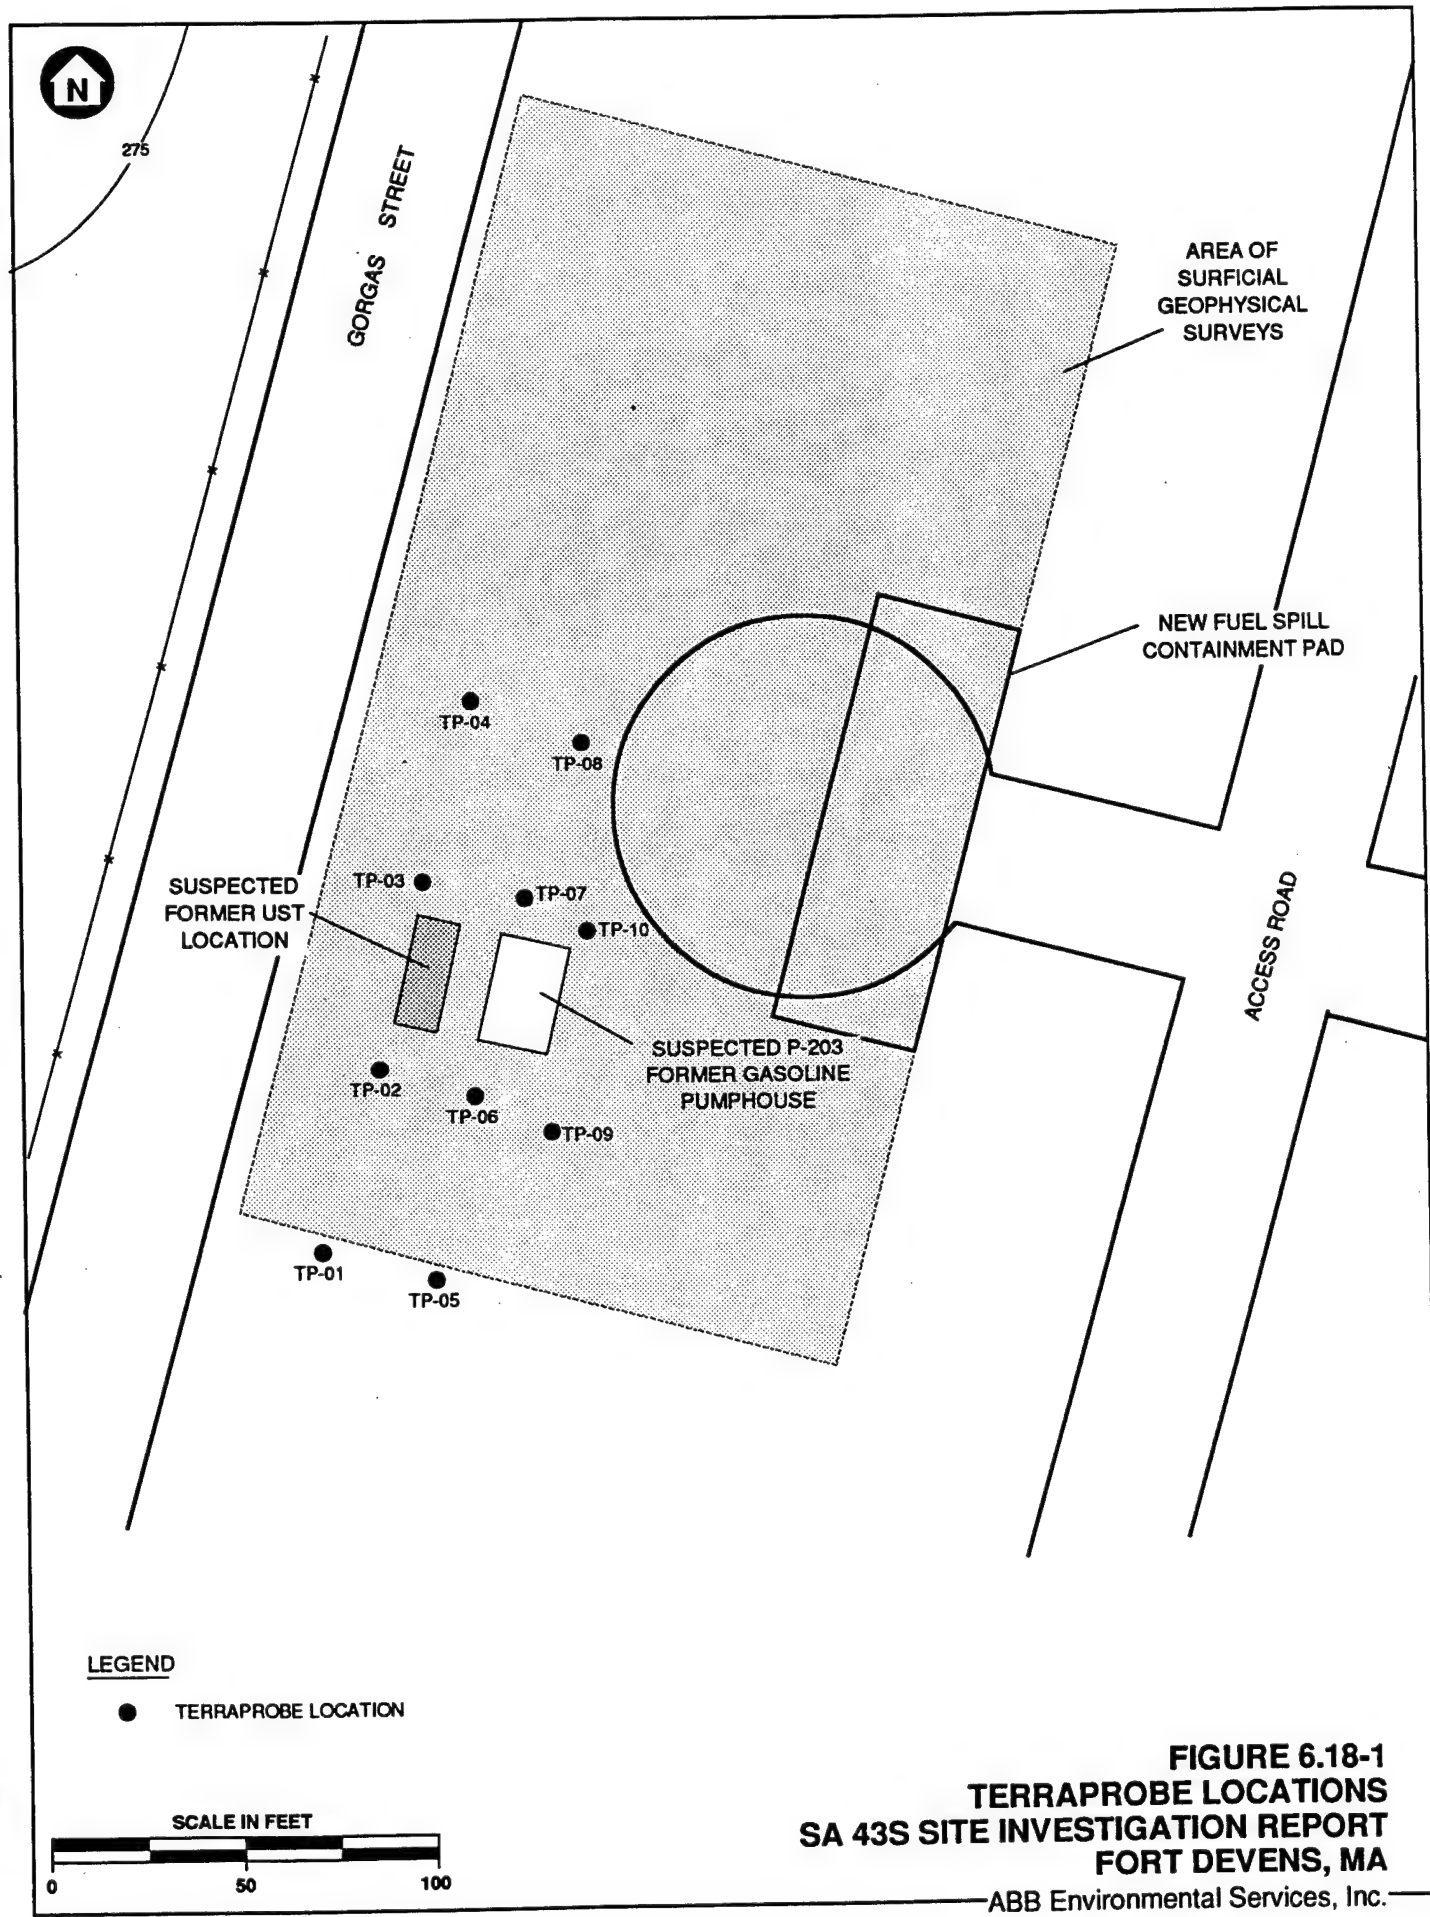 N
275
GORGAS STREET
AREA OF
SURFICIAL
GEOPHYSICAL
SURVEYS
NEW FUEL SPILL
CONTAINMENT PAD
TP-04
TP-08
TP-03
TP-07
TP-10
SUSPECTED
FORMER UST
LOCATION
ACCESS ROAD
SUSPECTED P-203
FORMER GASOLINE
PUMPHOUSE
TP-02
TP-06
TP-09
TP-01
TP-05
LEGEND
TERRAPROBE LOCATION
SCALE IN FEET
0 50 100
FIGURE 6.18-1
TERRAPROBE LOCATIONS
SA 43S SITE INVESTIGATION REPORT
FORT DEVENS, MA
ABB Environmental Services, Inc.